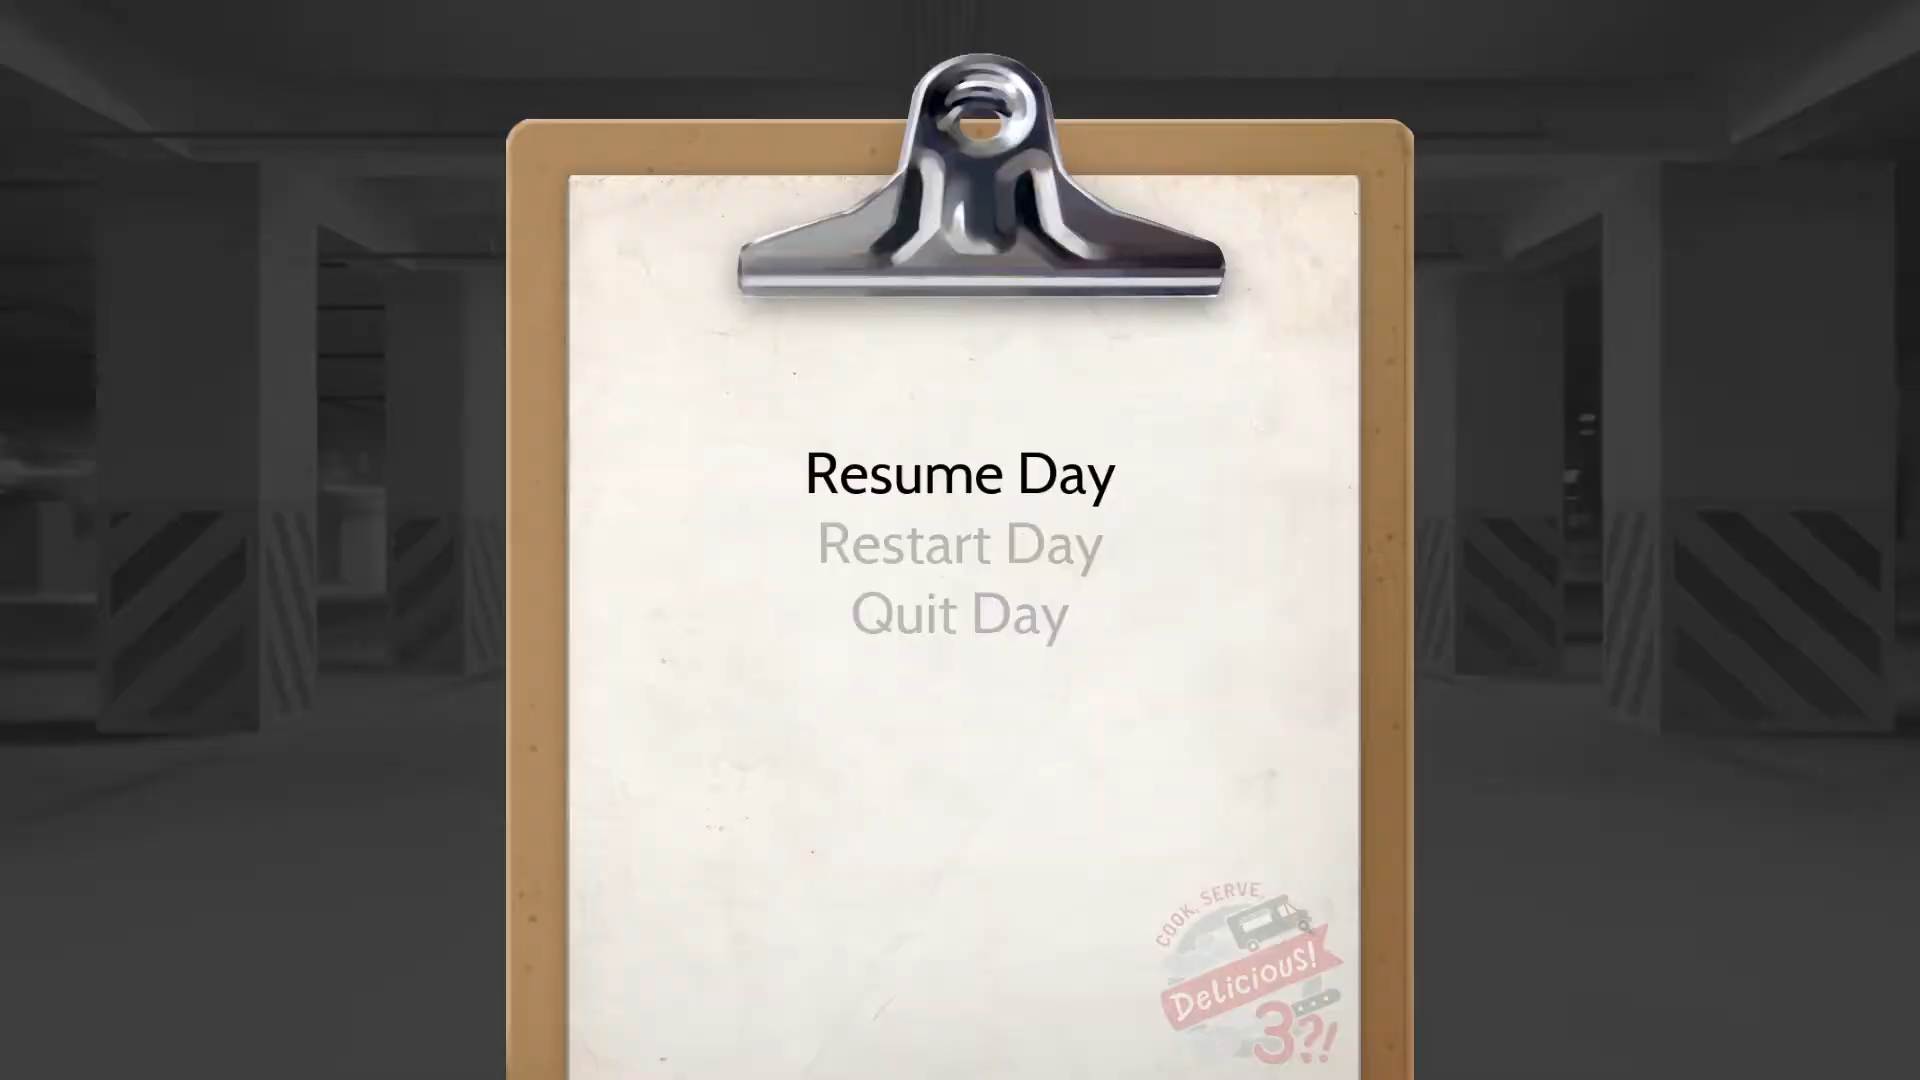 Resume Day
Restart Day
Quit Day
COOK, SERVE,
Delicious!
3?!